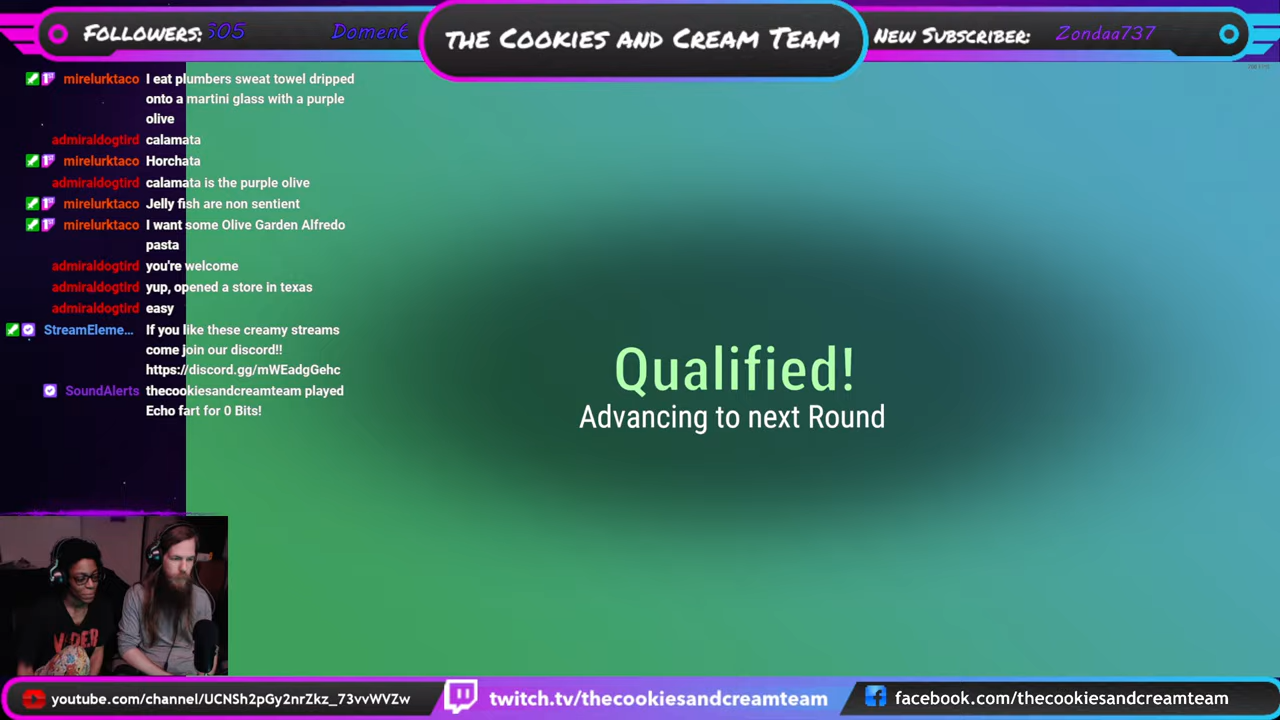 Followers: 505 Domen€
the Cookies and Cream Team
New Subscriber: Zondaa737
mirelurktaco I eat plumbers sweat towel dripped
onto a martini glass with a purple
olive
admiraldogtird calamata
mirelurktaco Horchata
admiraldogtird calamata is the purple olive
mirelurktaco Jelly fish are non sentient
mirelurktaco I want some Olive Garden Alfredo
pasta
admiraldogtird you're welcome
admiraldogtird yup, opened a store in texas
admiraldogtird easy
StreamEleme... If you like these creamy streams
come join our discord!!
https://discord.gg/mWEadgGehc
SoundAlerts thecookiesandcreamteam played
Echo fart for 0 Bits!
Qualified!
Advancing to next Round
VADER
youtube.com/channel/UCNSh2pGy2nrZkz_73vvWVZw
twitch.tv/thecookiesandcreamteam
facebook.com/thecookiesandcreamteam